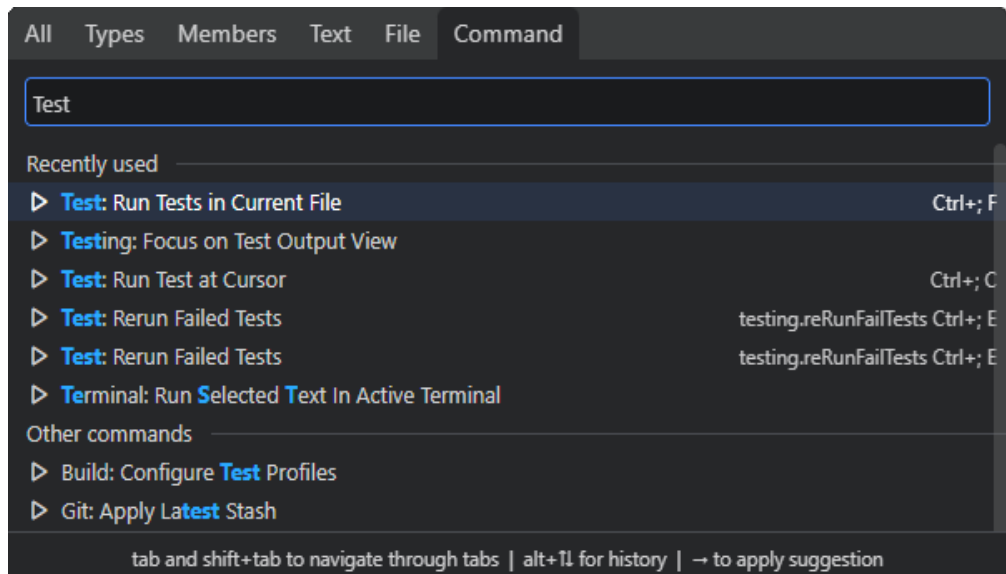 All Types Members Text File Command
Test
Recently used
Test: Run Tests in Current File Ctrl+; F
Testing: Focus on Test Output View
Test: Run Test at Cursor Ctrl+; C
Test: Rerun Failed Tests testing.reRunFailTests Ctrl+; E
Test: Rerun Failed Tests testing.reRunFailTests Ctrl+; E
Terminal: Run Selected Text In Active Terminal
Other commands
Build: Configure Test Profiles
Git: Apply Latest Stash
tab and shift+tab to navigate through tabs | alt+⇅ for history | → to apply suggestion